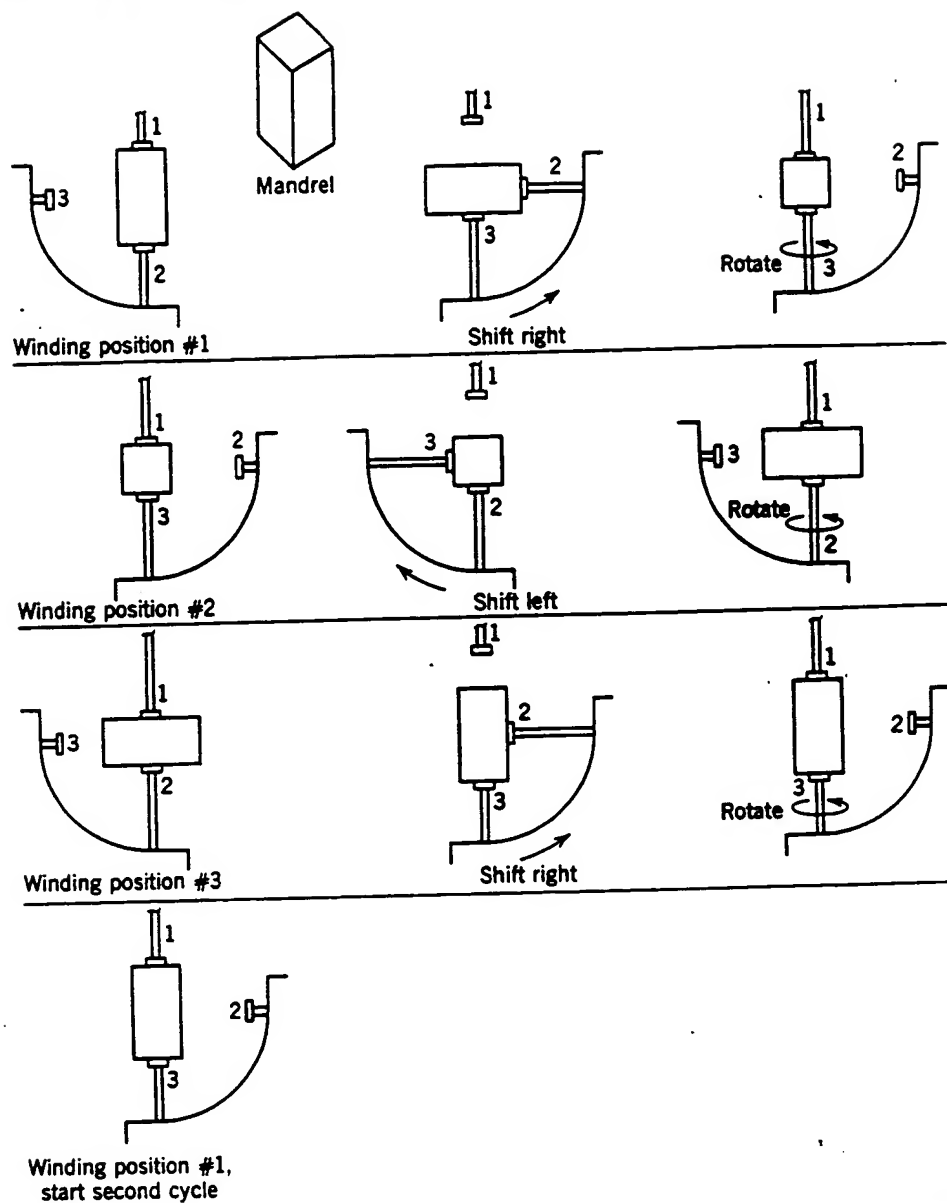 Mandrel
1
3
2
Winding position #1
1
2
3
Shift right
1
2
Rotate
3
1
2
3
Winding position #2
1
3
2
Shift left
1
3
Rotate
2
1
3
2
Winding position #3
1
2
3
Shift right
1
2
3
Rotate
1
2
3
Winding position #1,
start second cycle